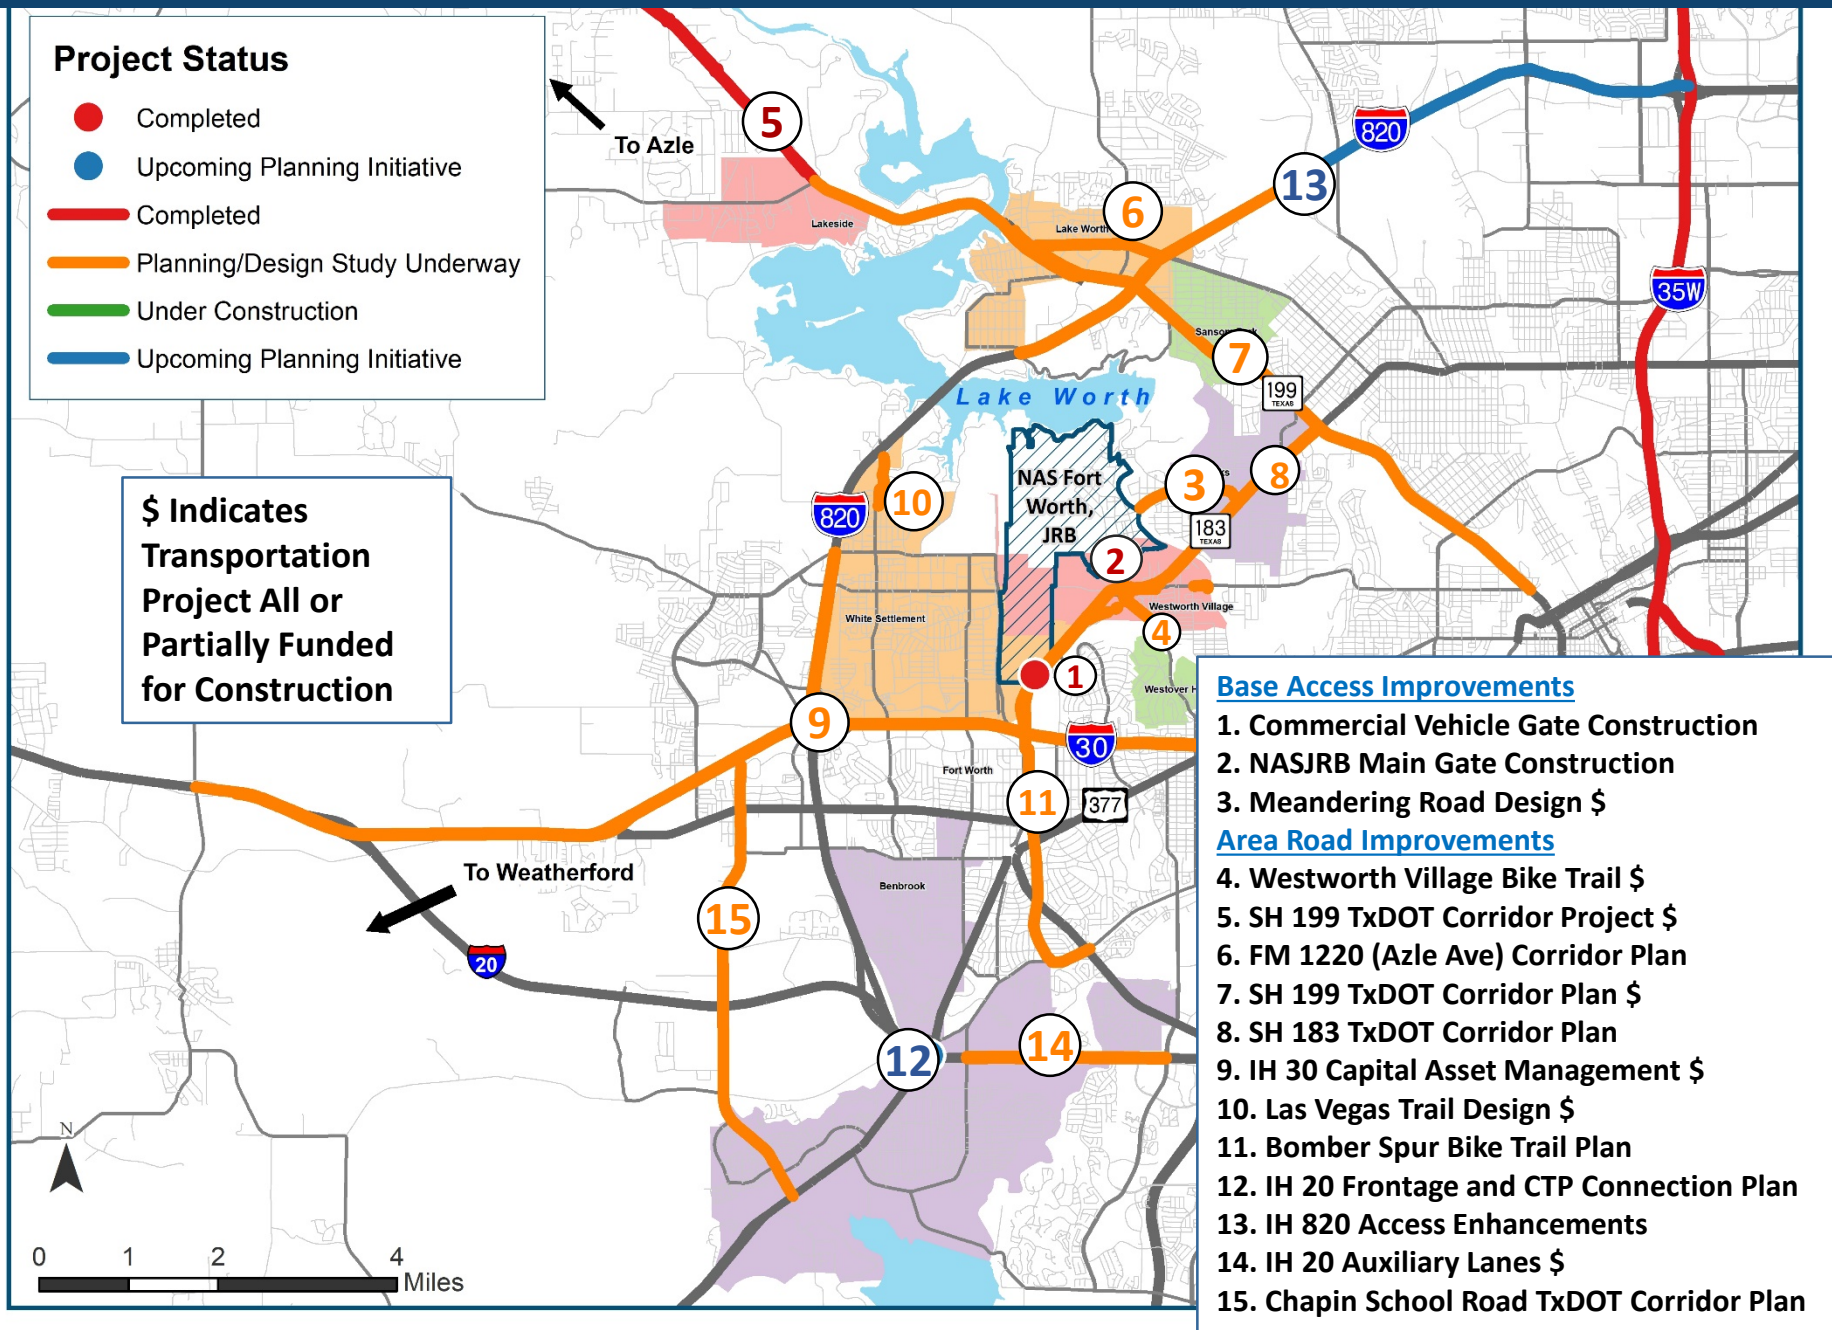 Project Status
Completed
Upcoming Planning Initiative
Completed
Planning/Design Study Underway
Under Construction
Upcoming Planning Initiative
To Azle
5
820
13
6
Lakeside
Lake Worth
35W
7
199
TEXAS
Lake Worth
$ Indicates
Transportation
Project All or
Partially Funded
for Construction
820
10
NAS Fort
Worth,
JRB
3
8
183
TEXAS
2
White Settlement
Westworth Village
4
1
9
30
Fort Worth
11
377
To Weatherford
Benbrook
15
20
12
14
N
0 1 2 4
Miles
Base Access Improvements
1. Commercial Vehicle Gate Construction
2. NASJRB Main Gate Construction
3. Meandering Road Design $
Area Road Improvements
4. Westworth Village Bike Trail $
5. SH 199 TxDOT Corridor Project $
6. FM 1220 (Azle Ave) Corridor Plan
7. SH 199 TxDOT Corridor Plan $
8. SH 183 TxDOT Corridor Plan
9. IH 30 Capital Asset Management $
10. Las Vegas Trail Design $
11. Bomber Spur Bike Trail Plan
12. IH 20 Frontage and CTP Connection Plan
13. IH 820 Access Enhancements
14. IH 20 Auxiliary Lanes $
15. Chapin School Road TxDOT Corridor Plan